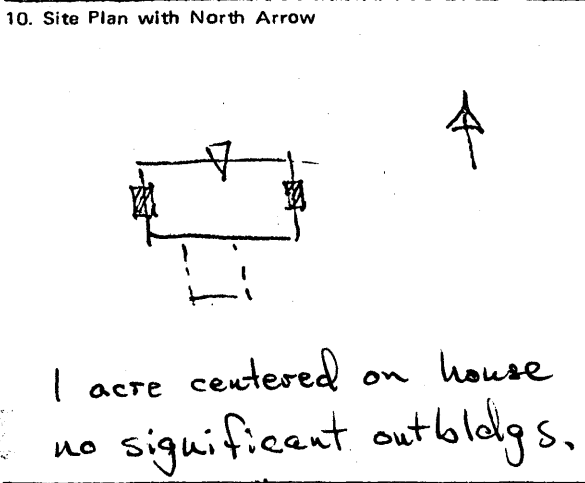 10. Site Plan with North Arrow
1 acre centered on house
no significant outbldgs.